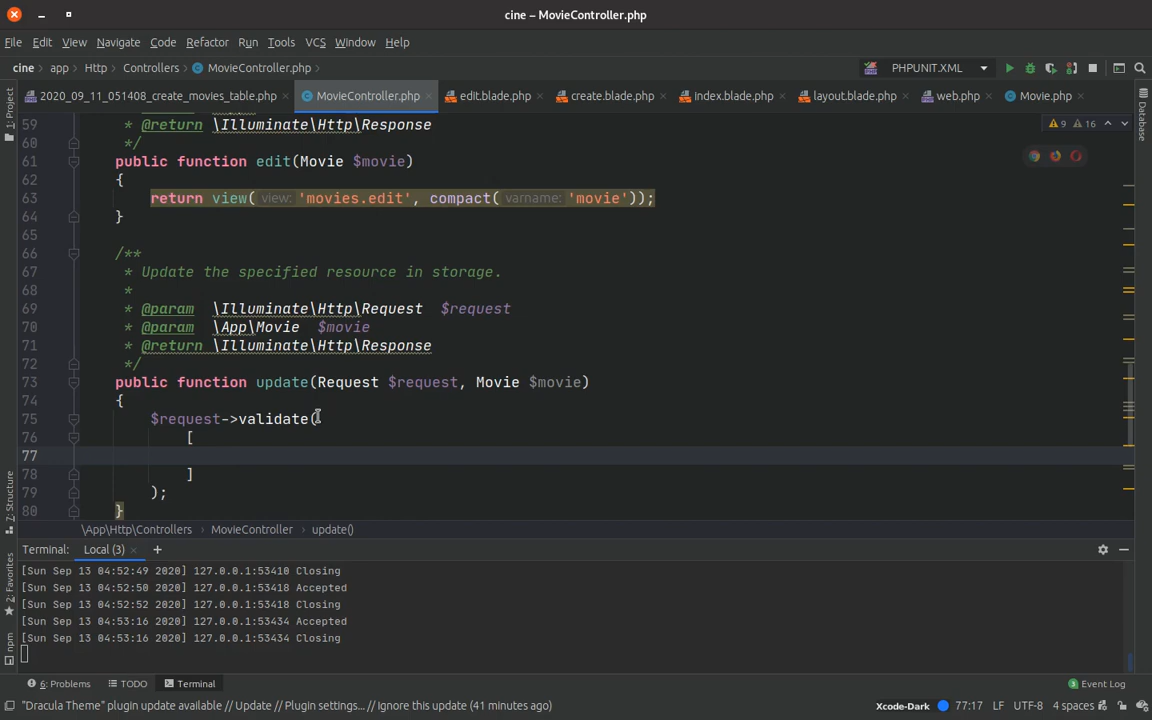 cine – MovieController.php
File Edit View Navigate Code Refactor Run Tools VCS Window Help
cine app Http Controllers MovieController.php PHPUNIT.XML
2020_09_11_051408_create_movies_table.php MovieController.php edit.blade.php create.blade.php index.blade.php layout.blade.php web.php Movie.php
1: Project
Database
9 16
59 * @return \Illuminate\Http\Response
60 */
61 public function edit(Movie $movie)
62 {
63 return view( view: 'movies.edit', compact( varname: 'movie'));
64 }
65
66 /**
67 * Update the specified resource in storage.
68 *
69 * @param \Illuminate\Http\Request $request
70 * @param \App\Movie $movie
71 * @return \Illuminate\Http\Response
72 */
73 public function update(Request $request, Movie $movie)
74 {
75 $request->validate(
76 [
77
78 ]
79 );
80 }
\App\Http\Controllers MovieController update()
7: Structure
2: Favorites
npm
Terminal: Local (3) +
[Sun Sep 13 04:52:49 2020] 127.0.0.1:53410 Closing
[Sun Sep 13 04:52:50 2020] 127.0.0.1:53418 Accepted
[Sun Sep 13 04:52:52 2020] 127.0.0.1:53418 Closing
[Sun Sep 13 04:53:16 2020] 127.0.0.1:53434 Accepted
[Sun Sep 13 04:53:16 2020] 127.0.0.1:53434 Closing
6: Problems TODO Terminal 3 Event Log
"Dracula Theme" plugin update available // Update // Plugin settings... // Ignore this update (41 minutes ago) Xcode-Dark 77:17 LF UTF-8 4 spaces